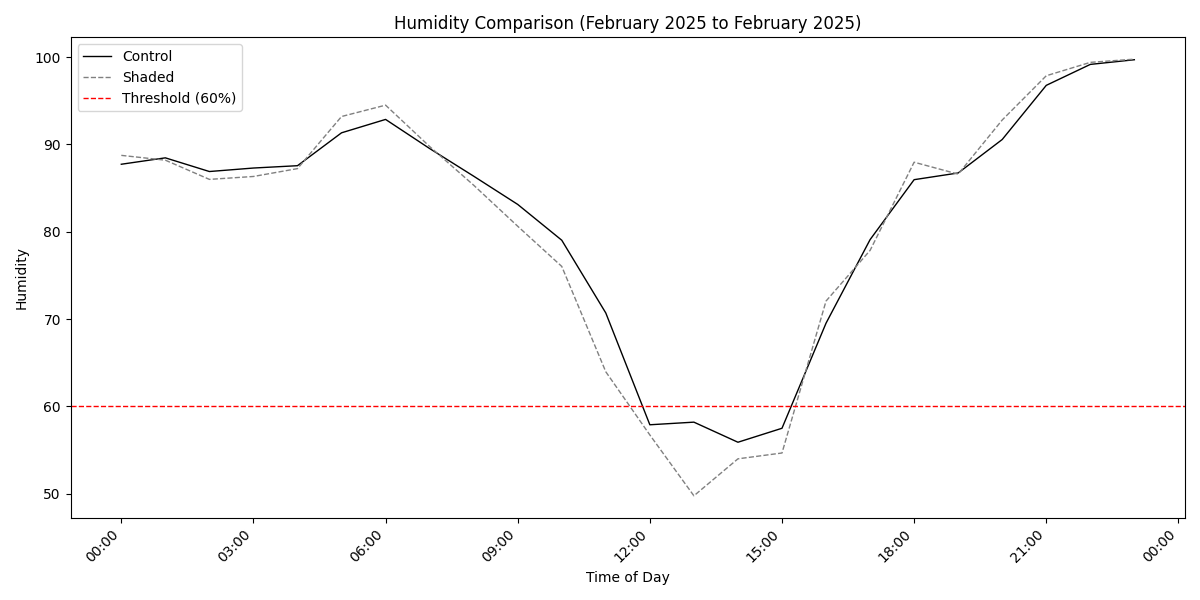 Humidity Comparison (February 2025 to February 2025)
Control
Shaded
Threshold (60%)
Humidity
100
90
80
70
60
50
00:00
03:00
06:00
09:00
12:00
15:00
18:00
21:00
00:00
Time of Day